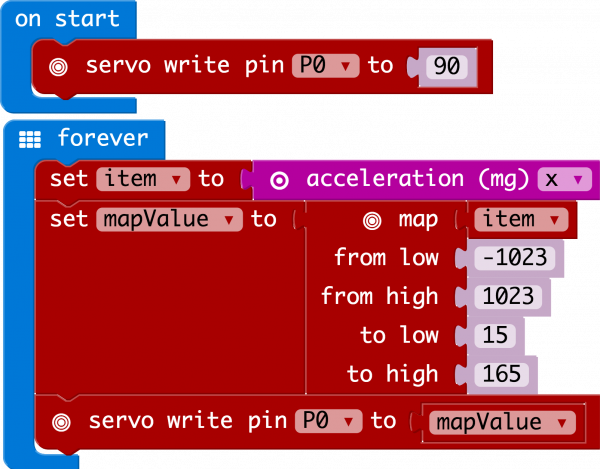 on start
servo write pin P0 to 90
forever
set item to acceleration (mg) x
set mapValue to map item
from low -1023
from high 1023
to low 15
to high 165
servo write pin P0 to mapValue